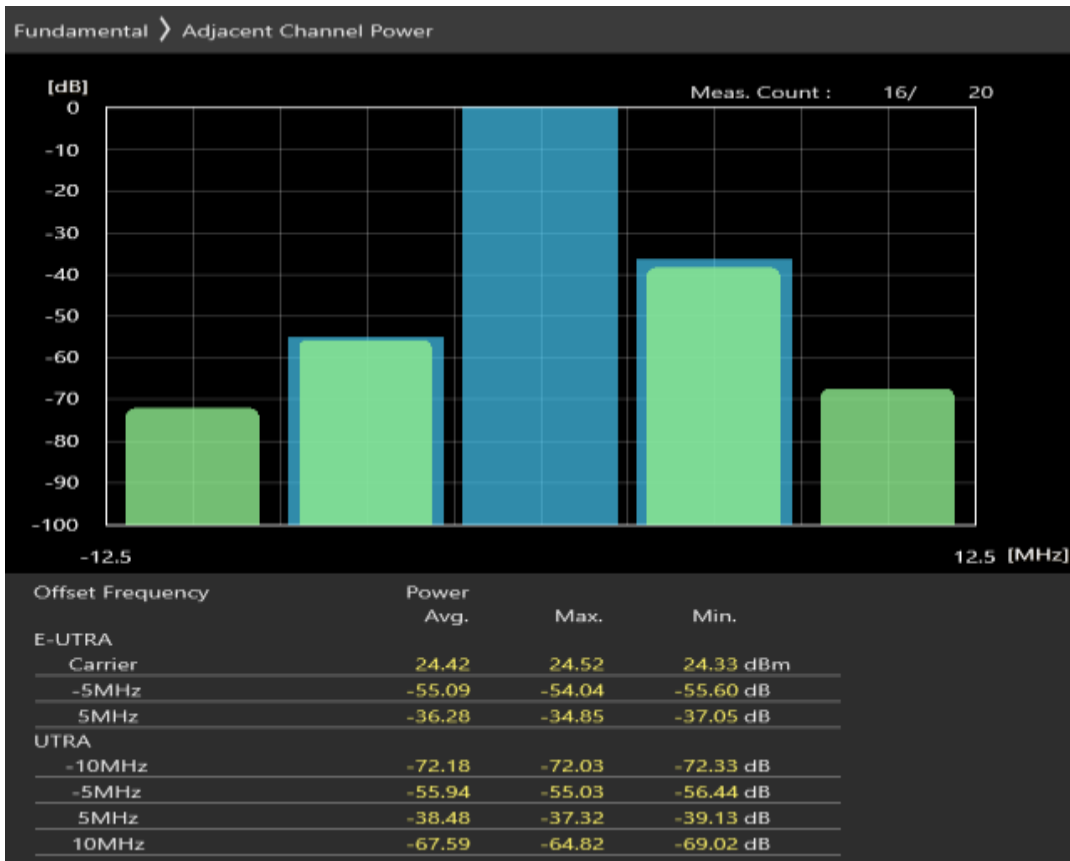 Fundamental ❯ Adjacent Channel Power
[dB]
Meas. Count : 16/ 20
0
-10
-20
-30
-40
-50
-60
-70
-80
-90
-100
-12.5 12.5 [MHz]
Offset Frequency Power
Avg. Max. Min.
E-UTRA
Carrier 24.42 24.52 24.33 dBm
-5MHz -55.09 -54.04 -55.60 dB
5MHz -36.28 -34.85 -37.05 dB
UTRA
-10MHz -72.18 -72.03 -72.33 dB
-5MHz -55.94 -55.03 -56.44 dB
5MHz -38.48 -37.32 -39.13 dB
10MHz -67.59 -64.82 -69.02 dB